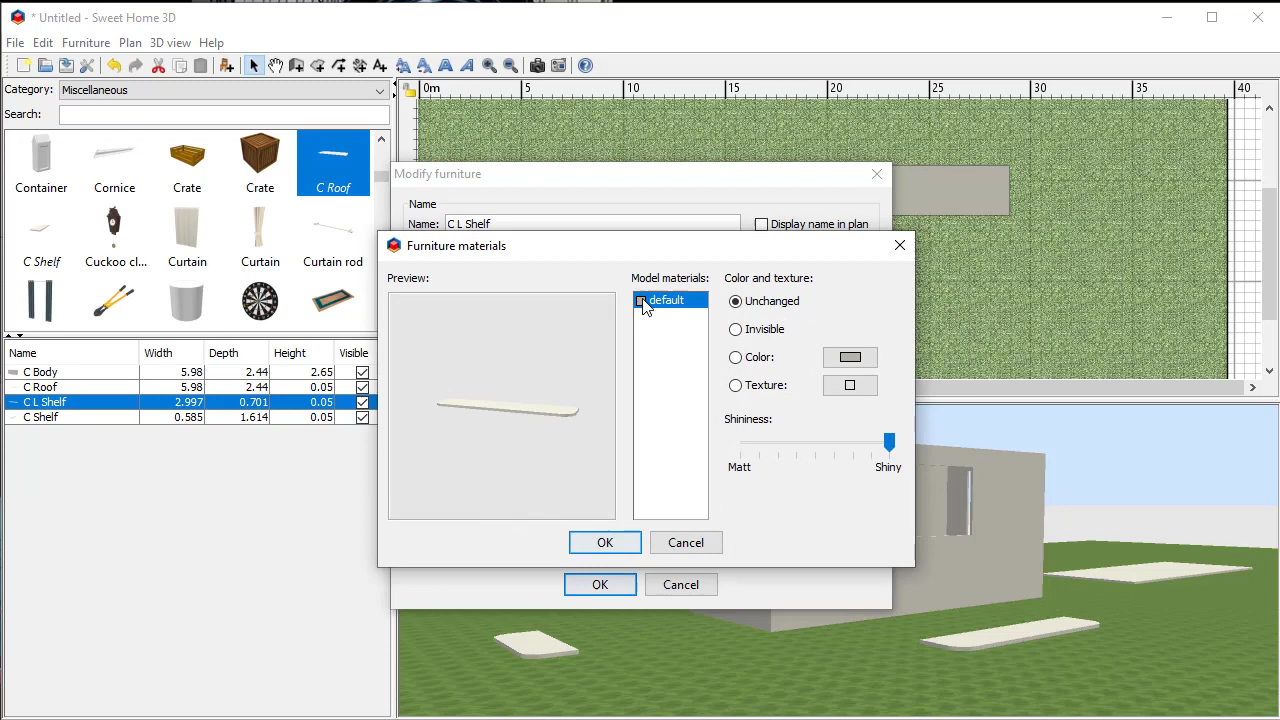 * Untitled - Sweet Home 3D
File Edit Furniture Plan 3D view Help
Category: Miscellaneous
Search:
Container Cornice Crate Crate C Roof
C Shelf Cuckoo cl... Curtain Curtain Curtain rod
0m 5 10 15 20 25 30 35 40
Name Width Depth Height Visible
C Body 5.98 2.44 2.65
C Roof 5.98 2.44 0.05
C L Shelf 2.997 0.701 0.05
C Shelf 0.585 1.614 0.05
Modify furniture
Name
Name: C L Shelf Display name in plan
Furniture materials
Preview: Model materials: Color and texture:
default
Unchanged
Invisible
Color:
Texture:
Shininess:
Matt Shiny
OK Cancel
OK Cancel